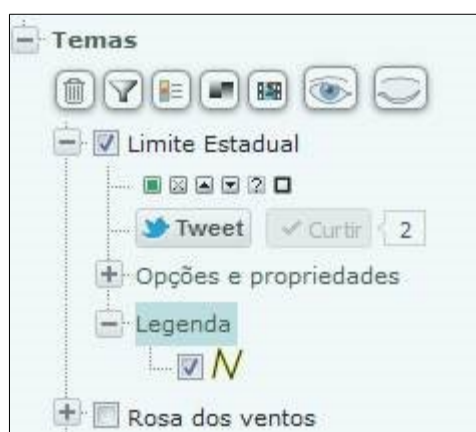 Temas
Limite Estadual
?
Tweet Curtir 2
Opções e propriedades
Legenda
Rosa dos ventos